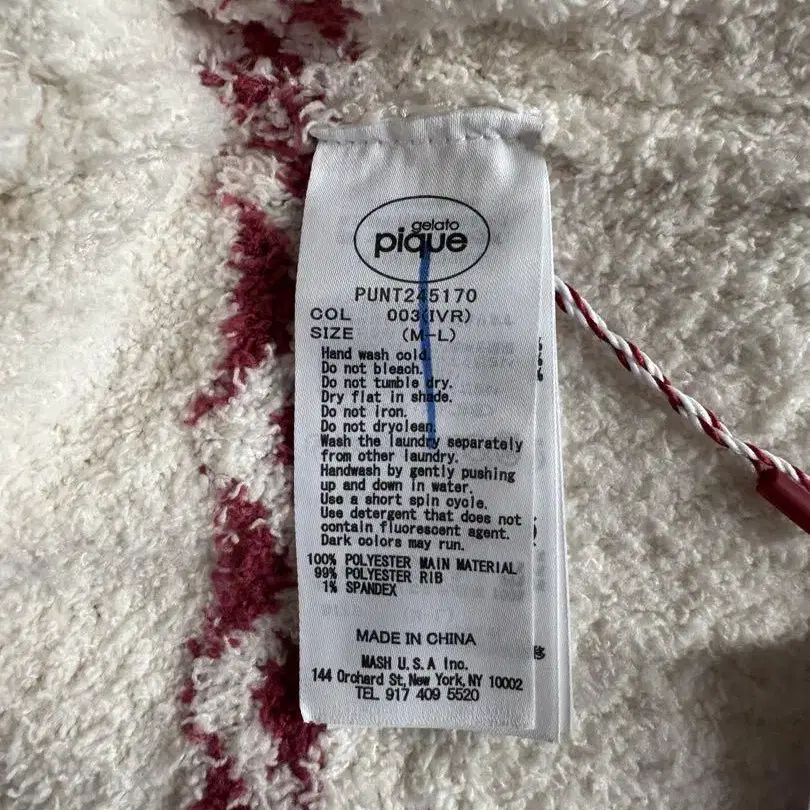 gelato
pique
PUNT245170
COL 003(IVR)
SIZE (M-L)
Hand wash cold.
Do not bleach.
Do not tumble dry.
Dry flat in shade.
Do not iron.
Do not dryclean.
Wash the laundry separately
from other laundry.
Handwash by gently pushing
up and down in water.
Use a short spin cycle.
Use detergent that does not
contain fluorescent agent.
Dark colors may run.
100% POLYESTER MAIN MATERIAL
99% POLYESTER RIB
1% SPANDEX
MADE IN CHINA
MASH U.S.A Inc.
144 Orchard St,New York,NY 10002
TEL 917 409 5520